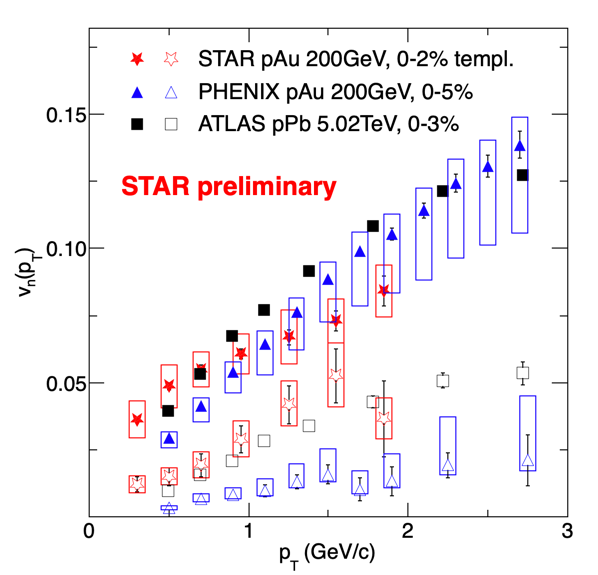 STAR pAu 200GeV, 0-2% templ.
PHENIX pAu 200GeV, 0-5%
ATLAS pPb 5.02TeV, 0-3%
STAR preliminary
0.15
0.10
0.05
vn(pT)
0 1 2 3
pT (GeV/c)